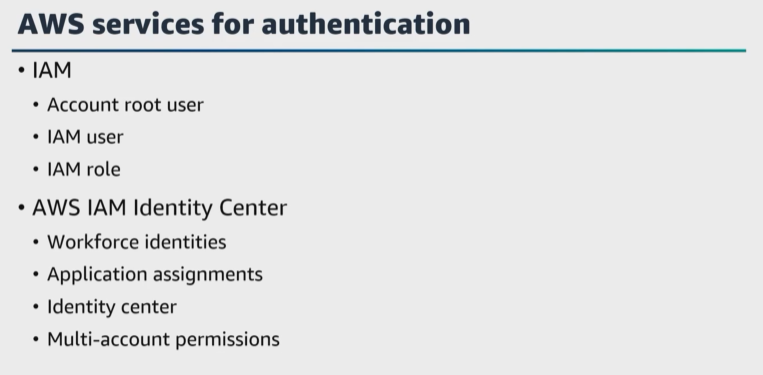 AWS services for authentication
• IAM
• Account root user
• IAM user
• IAM role
• AWS IAM Identity Center
• Workforce identities
• Application assignments
• Identity center
• Multi-account permissions